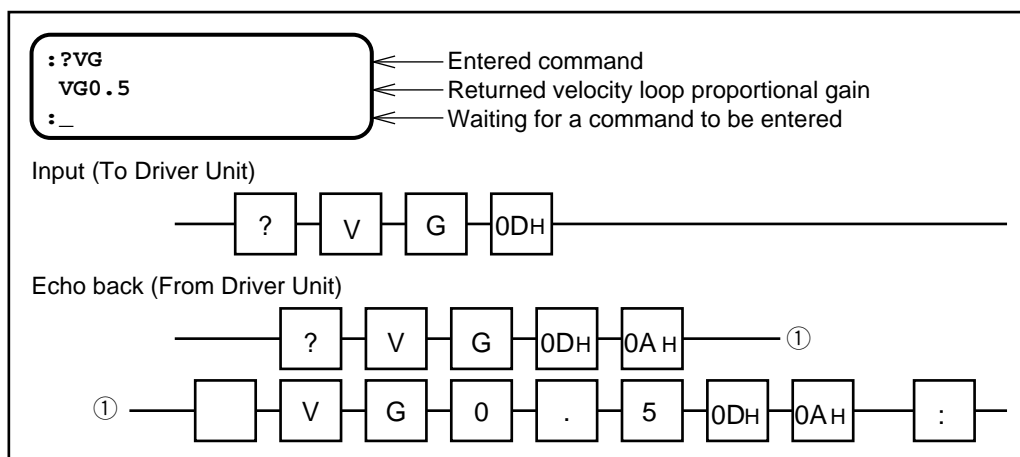 :?VG
Entered command
VG0.5
Returned velocity loop proportional gain
:_
Waiting for a command to be entered
Input (To Driver Unit)
? V G 0DH
Echo back (From Driver Unit)
? V G 0DH 0AH ①
① V G 0 . 5 0DH 0AH :